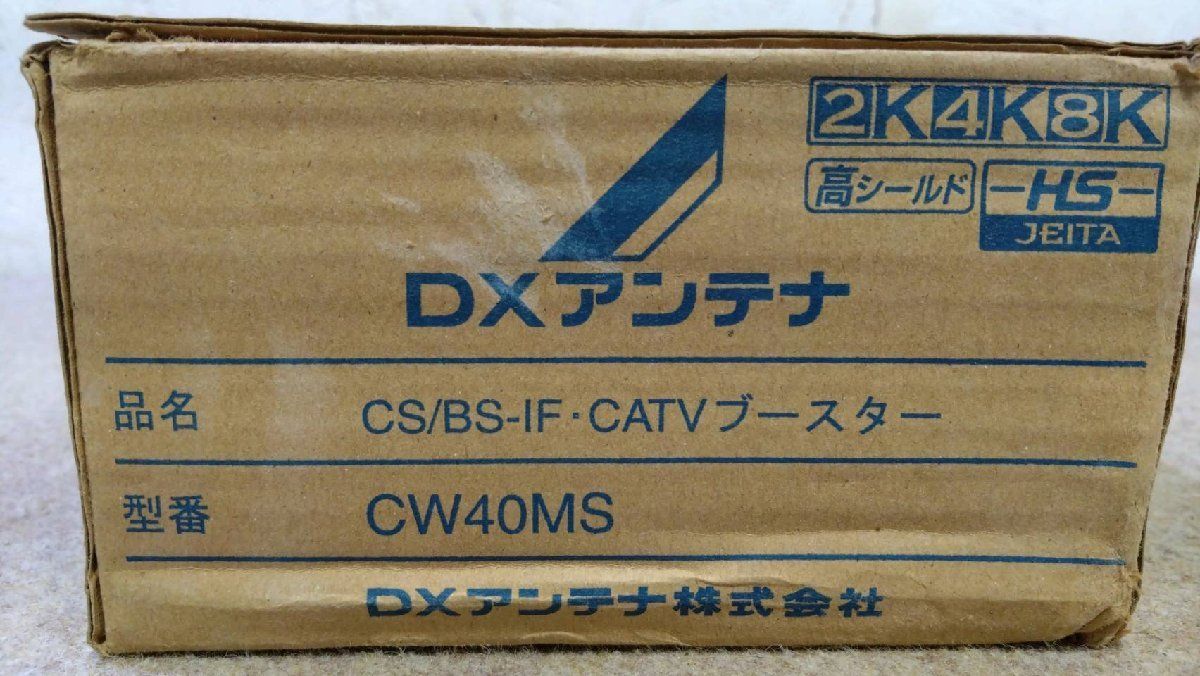 2K4K8K
高シールド
HS
JEITA
DXアンテナ
品名 CS/BS-IF・CATVブースター
型番 CW40MS
DXアンテナ株式会社